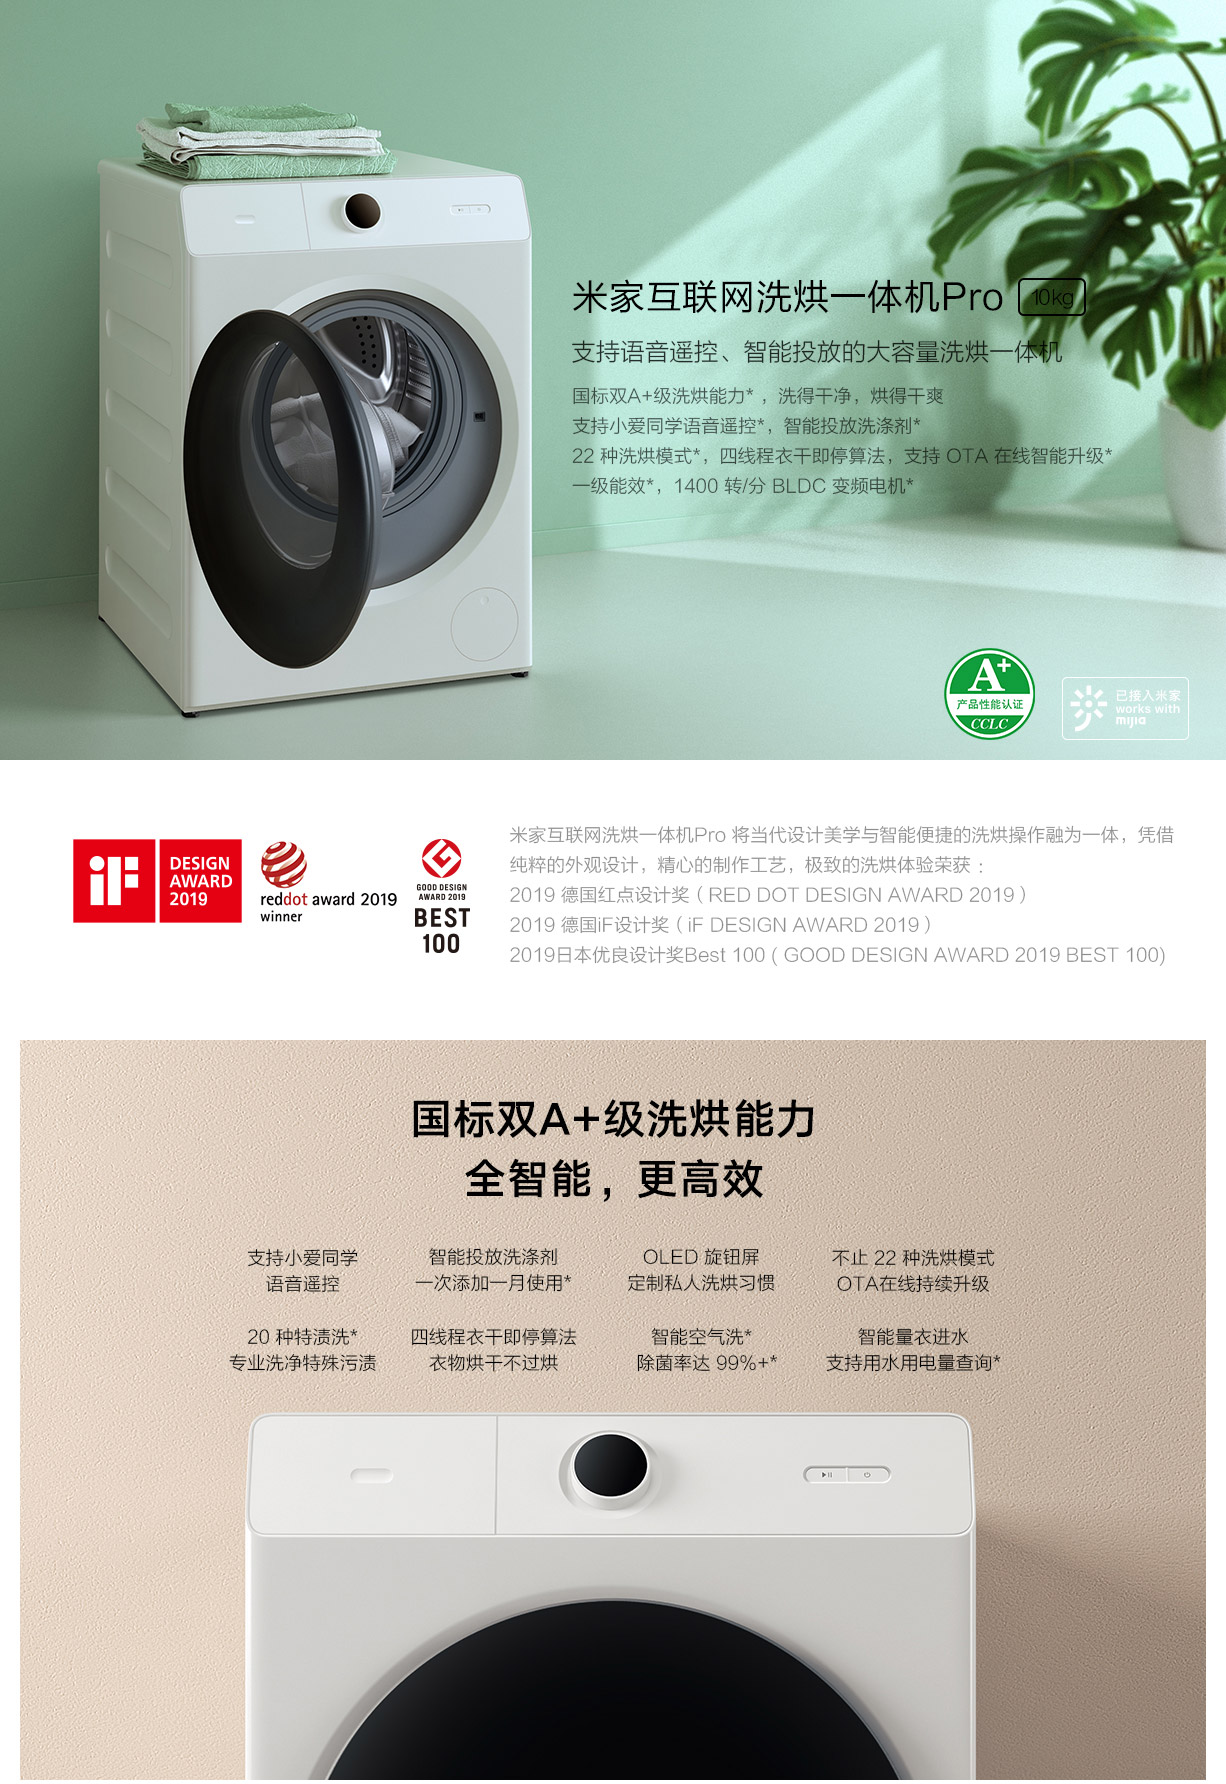 米家互联网洗烘一体机Pro 10kg
支持语音遥控、智能投放的大容量洗烘一体机
国标双A+级洗烘能力*，洗得干净，烘得干爽
支持小爱同学语音遥控*，智能投放洗涤剂*
22 种洗烘模式*，四线程衣干即停算法，支持 OTA 在线智能升级*
一级能效*，1400 转/分 BLDC 变频电机*
A+
产品性能认证
CCLC
已接入米家
works with
mijia
iF
DESIGN
AWARD
2019
reddot award 2019
winner
GOOD DESIGN
AWARD 2019
BEST
100
米家互联网洗烘一体机Pro 将当代设计美学与智能便捷的洗烘操作融为一体，凭借
纯粹的外观设计，精心的制作工艺，极致的洗烘体验荣获：
2019 德国红点设计奖（RED DOT DESIGN AWARD 2019）
2019 德国iF设计奖（iF DESIGN AWARD 2019）
2019日本优良设计奖Best 100 ( GOOD DESIGN AWARD 2019 BEST 100)
国标双A+级洗烘能力
全智能，更高效
支持小爱同学
语音遥控
智能投放洗涤剂
一次添加一月使用*
OLED 旋钮屏
定制私人洗烘习惯
不止 22 种洗烘模式
OTA在线持续升级
20 种特渍洗*
专业洗净特殊污渍
四线程衣干即停算法
衣物烘干不过烘
智能空气洗*
除菌率达 99%+*
智能量衣进水
支持用水用电量查询*